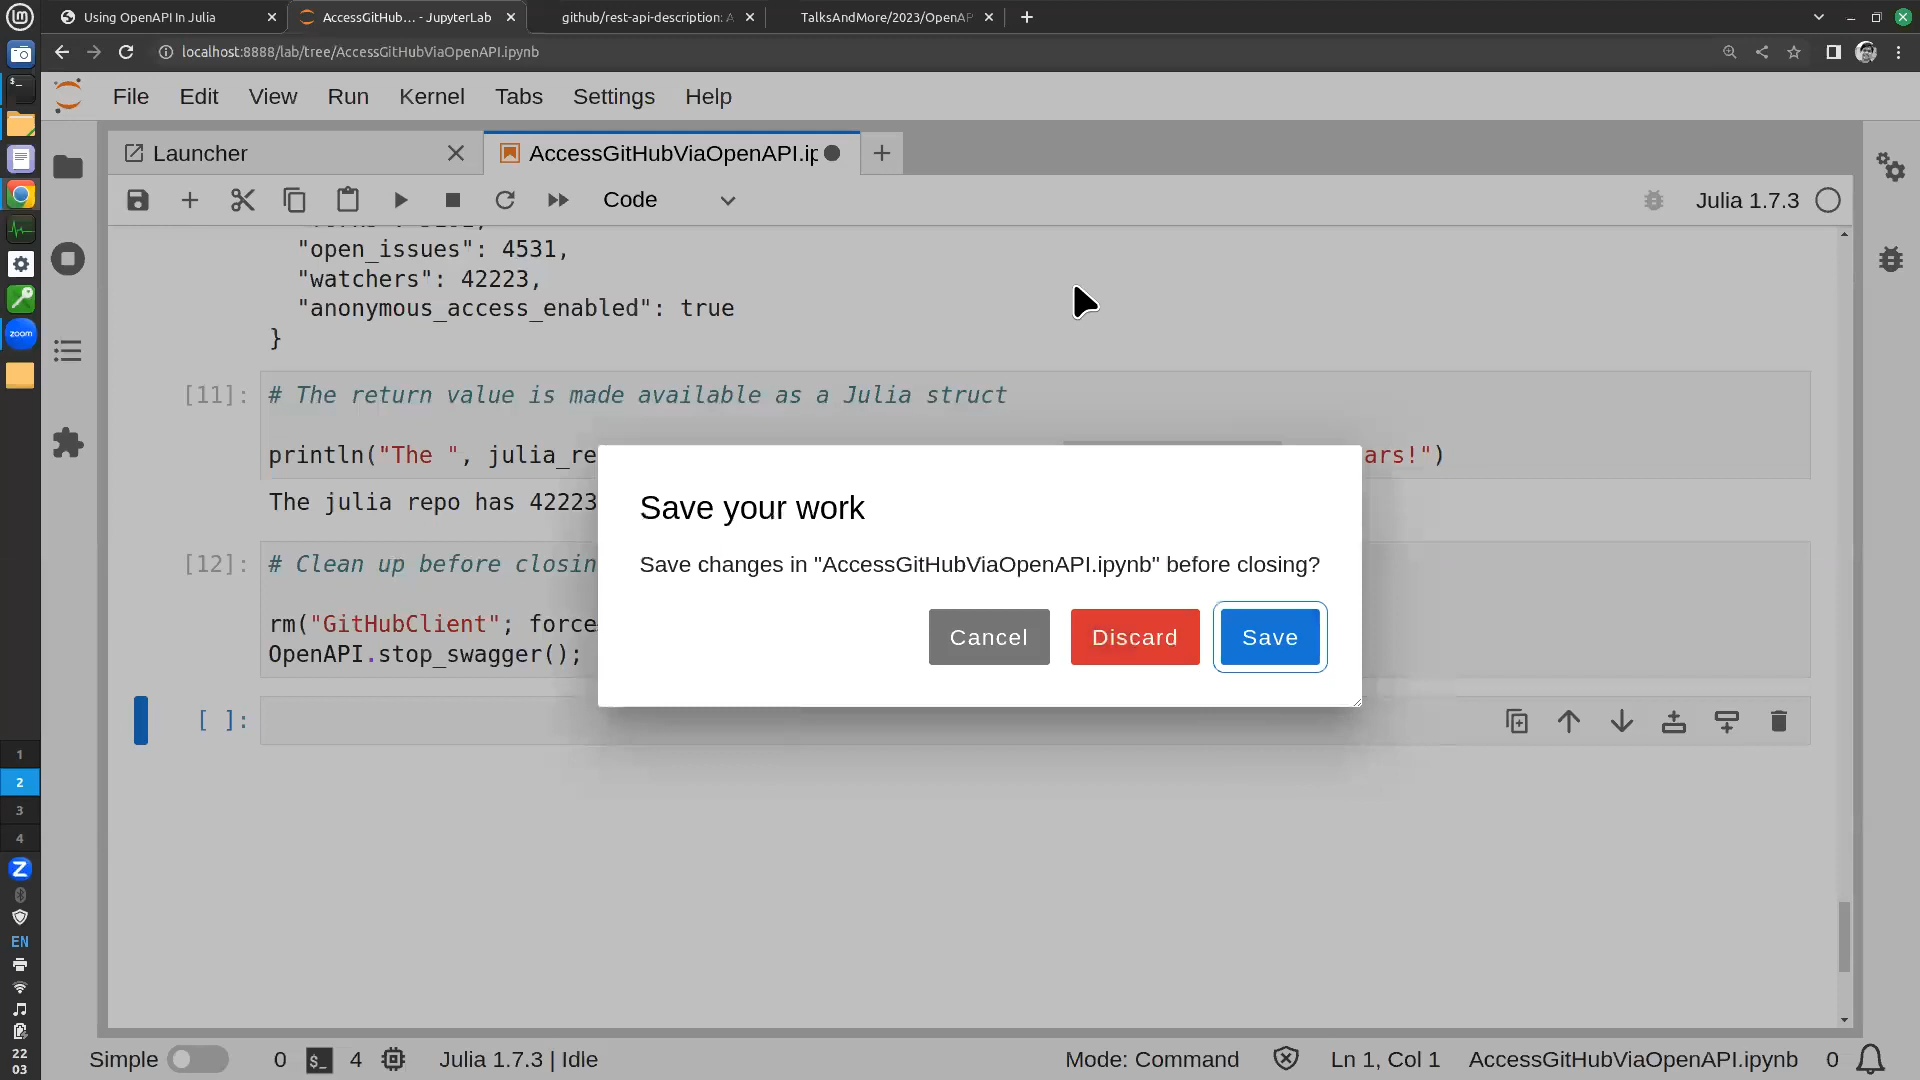 Using OpenAPI In Julia
AccessGitHub… - JupyterLab
github/rest-api-description: A
TalksAndMore/2023/OpenAP
localhost:8888/lab/tree/AccessGitHubViaOpenAPI.ipynb
File Edit View Run Kernel Tabs Settings Help
Launcher
AccessGitHubViaOpenAPI.ip
Code
Julia 1.7.3
"open_issues": 4531,
"watchers": 42223,
"anonymous_access_enabled": true
}
[11]:
# The return value is made available as a Julia struct
println("The ", julia_re
ars!")
The julia repo has 42223
[12]:
# Clean up before closin
rm("GitHubClient"; force
OpenAPI.stop_swagger();
[ ]:
Save your work
Save changes in "AccessGitHubViaOpenAPI.ipynb" before closing?
Cancel
Discard
Save
zoom
1
2
3
4
Z
EN
22
03
Simple
0
$_
4
Julia 1.7.3 | Idle
Mode: Command
Ln 1, Col 1
AccessGitHubViaOpenAPI.ipynb
0